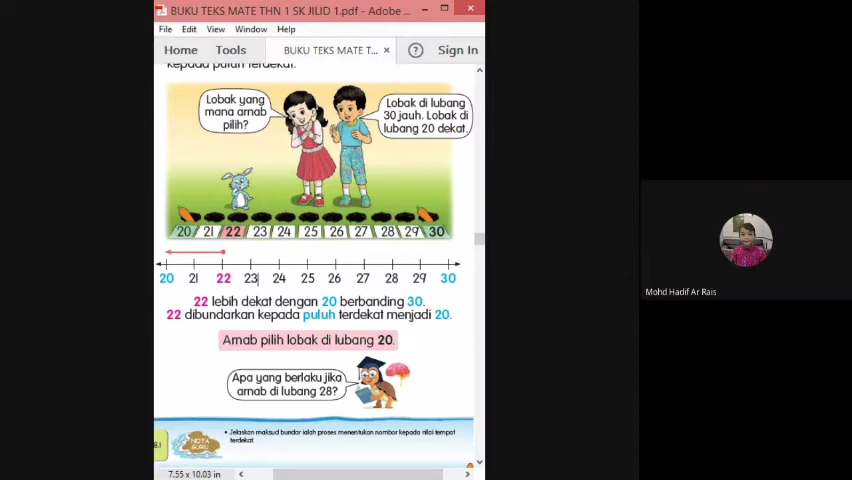 BUKU TEKS MATE THN 1 SK JILID 1.pdf - Adobe ...
File Edit View Window Help
Home Tools BUKU TEKS MATE T... × ? Sign In
kepada puluh terdekat.
Lobak yang
mana arnab
pilih?
Lobak di lubang
30 jauh. Lobak di
lubang 20 dekat.
20 21 22 23 24 25 26 27 28 29 30
20 21 22 23 24 25 26 27 28 29 30
22 lebih dekat dengan 20 berbanding 30.
22 dibundarkan kepada puluh terdekat menjadi 20.
Arnab pilih lobak di lubang 20.
Apa yang berlaku jika
arnab di lubang 28?
NOTA
GURU
• Jelaskan maksud bundar ialah proses menentukan nombor kepada nilai tempat
terdekat.
8.1
7.55 x 10.03 in
Mohd Hadif Ar Rais